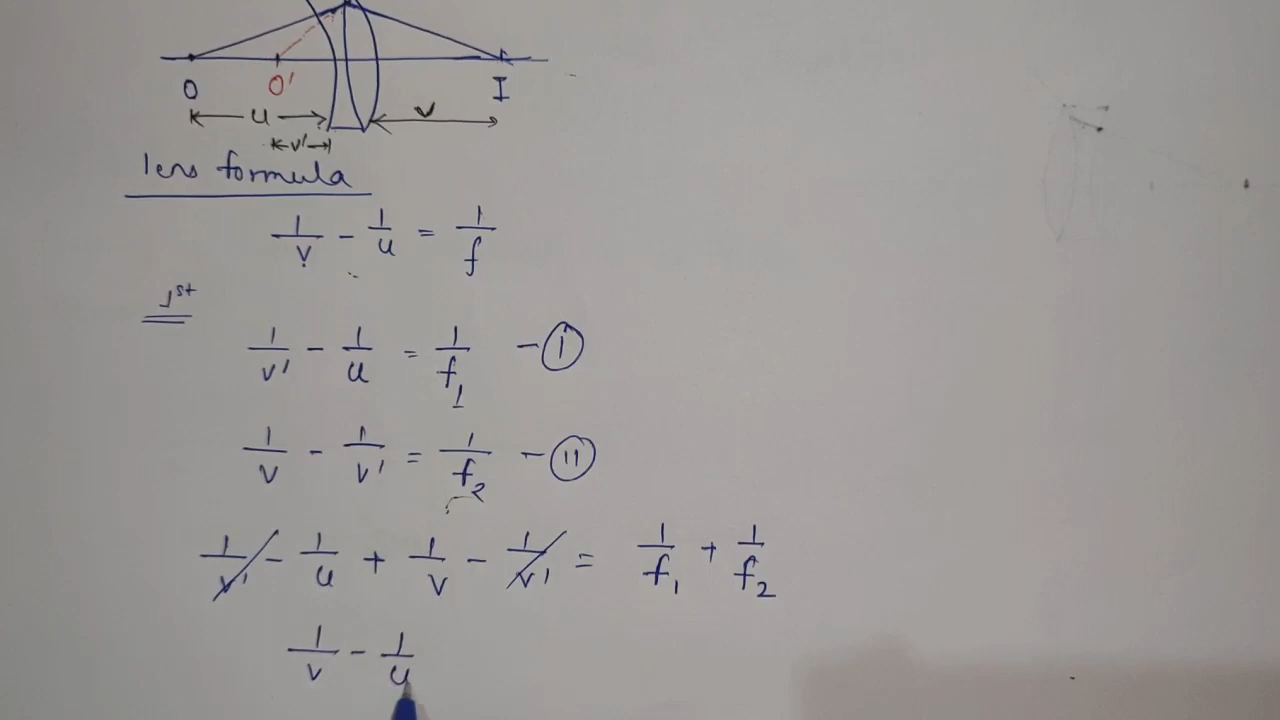 O O' I
u v
v'
lens formula
1/v - 1/u = 1/f
1st
1/v' - 1/u = 1/f₁ - (I)
1/v - 1/v' = 1/f₂ - (II)
1/v' - 1/u + 1/v - 1/v' = 1/f₁ + 1/f₂
1/v - 1/u